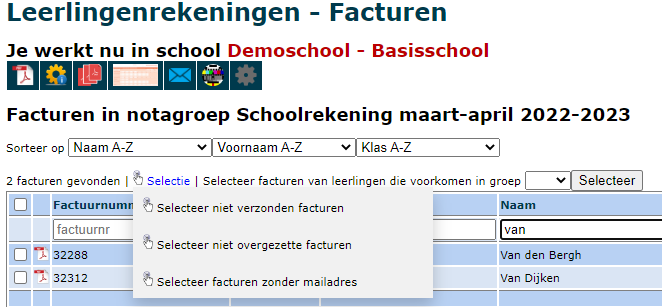 Leerlingenrekeningen - Facturen
Je werkt nu in school Demoschool - Basisschool
Facturen in notagroep Schoolrekening maart-april 2022-2023
Sorteer op Naam A-Z Voornaam A-Z Klas A-Z
2 facturen gevonden | Selectie | Selecteer facturen van leerlingen die voorkomen in groep Selecteer
Factuurnumm Naam
Selecteer niet verzonden facturen
factuurnr van
Selecteer niet overgezette facturen
32288 Van den Bergh
32312 Van Dijken
Selecteer facturen zonder mailadres